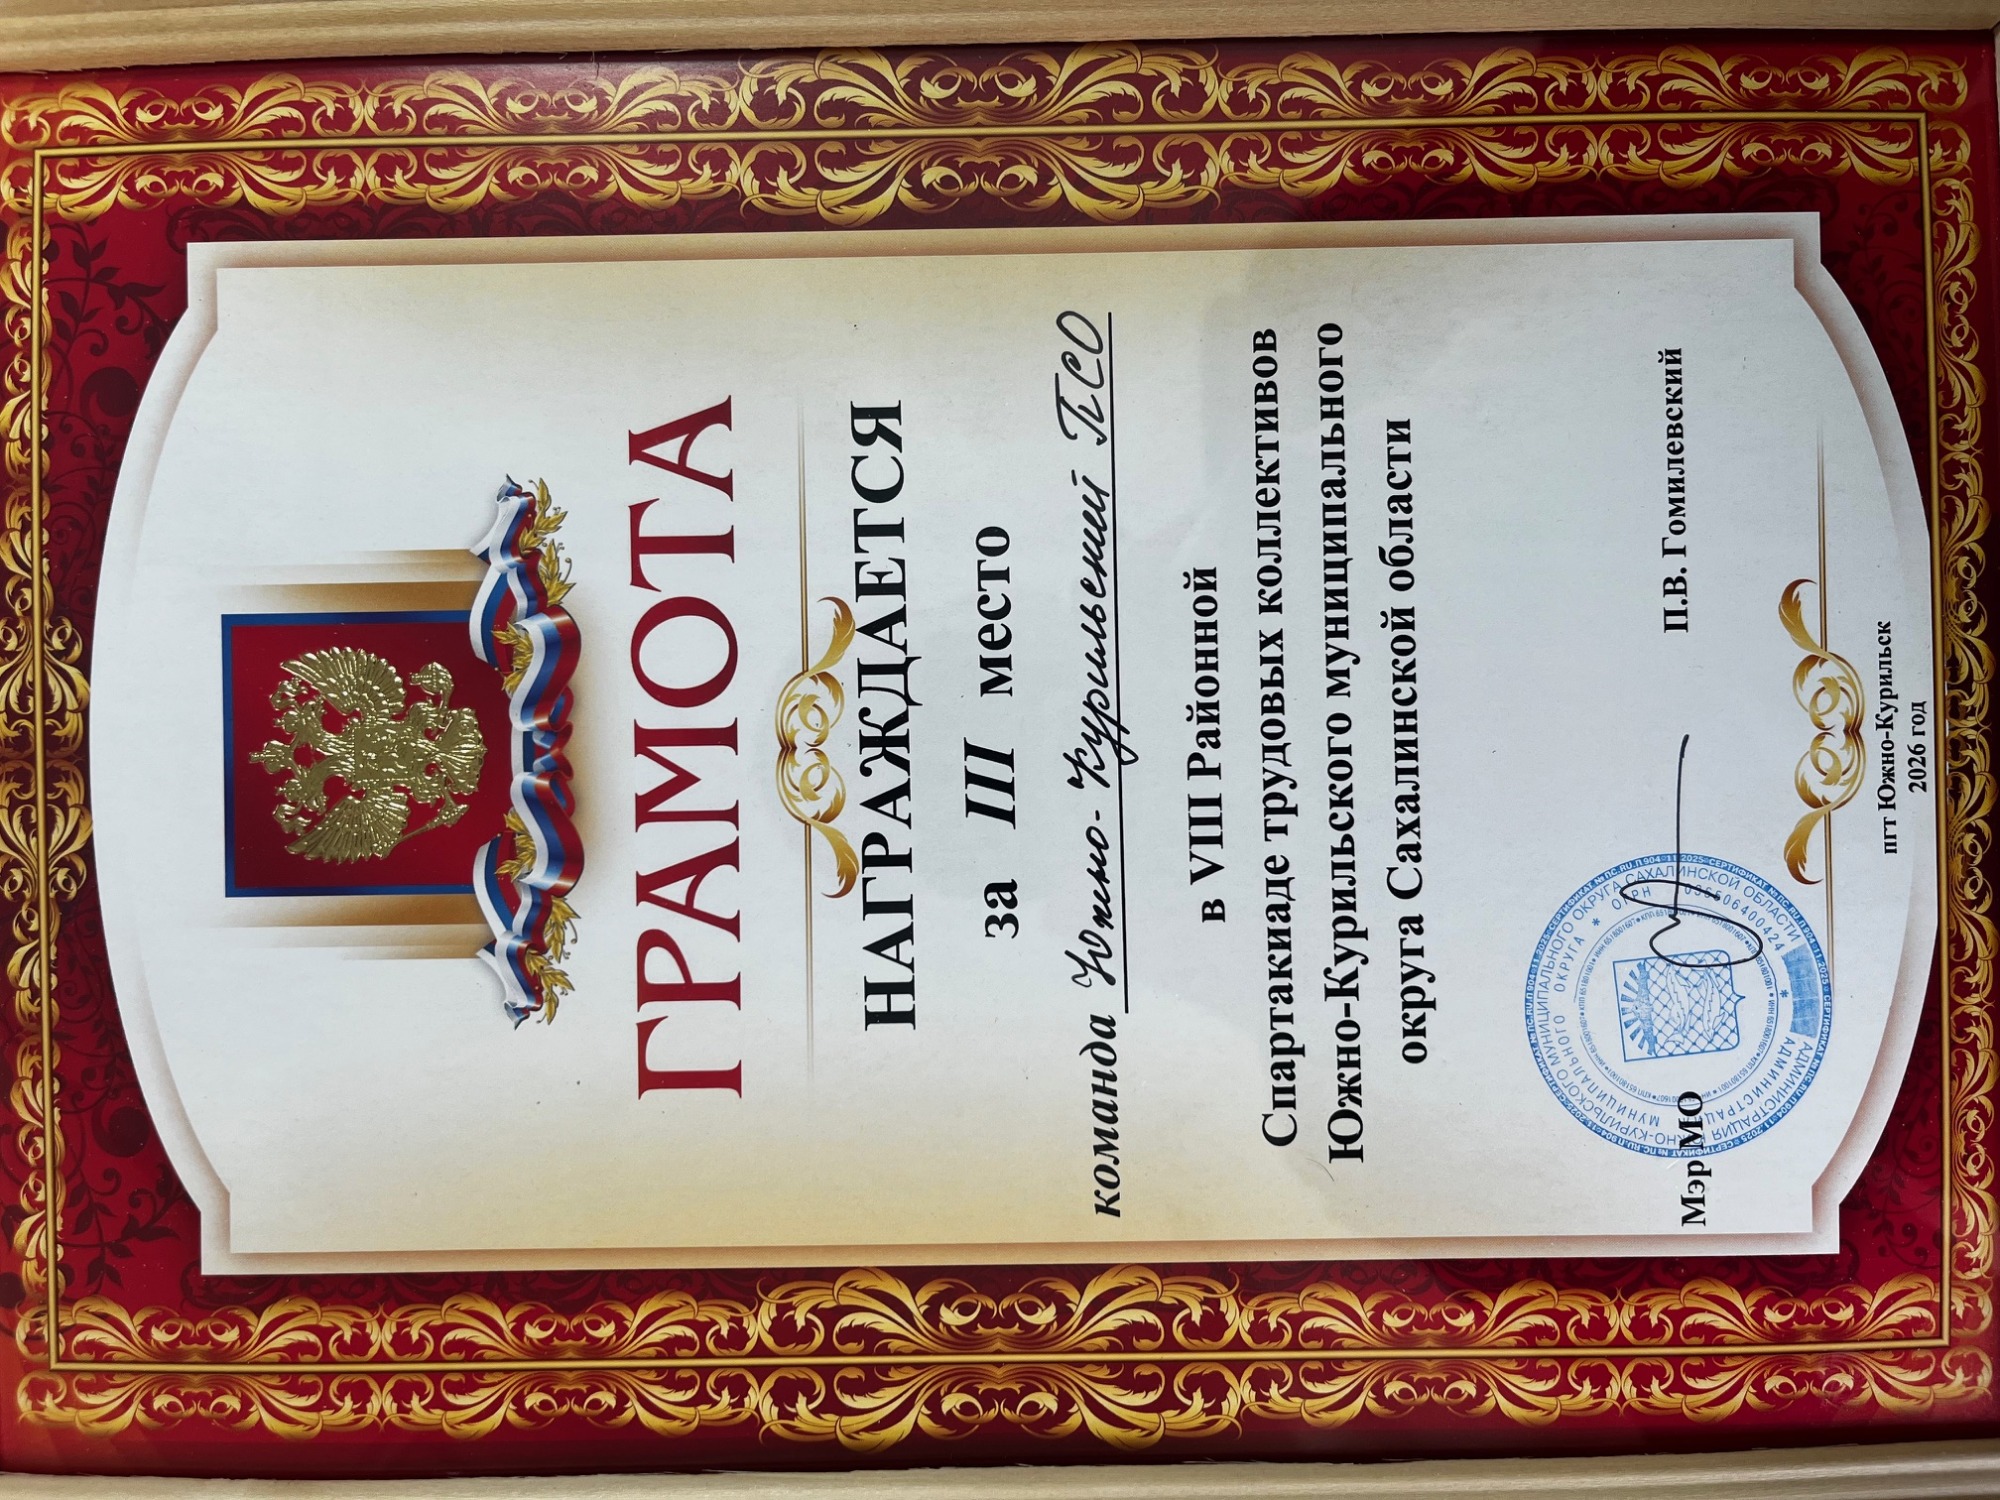 ГРАМОТА
НАГРАЖДАЕТСЯ
за III место
команда Южно-Курильский ПСО
в VIII Районной
Спартакиаде трудовых коллективов
Южно-Курильского муниципального
округа Сахалинской области
Мэр МО П.В. Гомилевский
пгт Южно-Курильск
2026 год